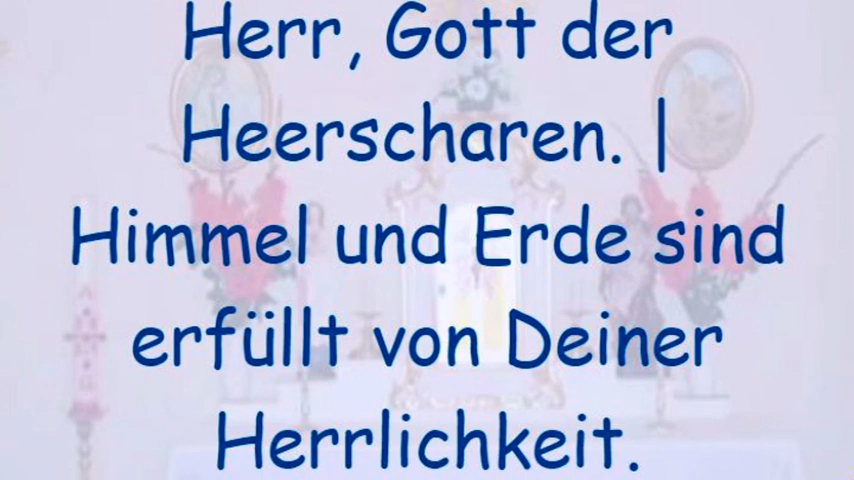 Herr, Gott der
Heerscharen. |
Himmel und Erde sind
erfüllt von Deiner
Herrlichkeit.